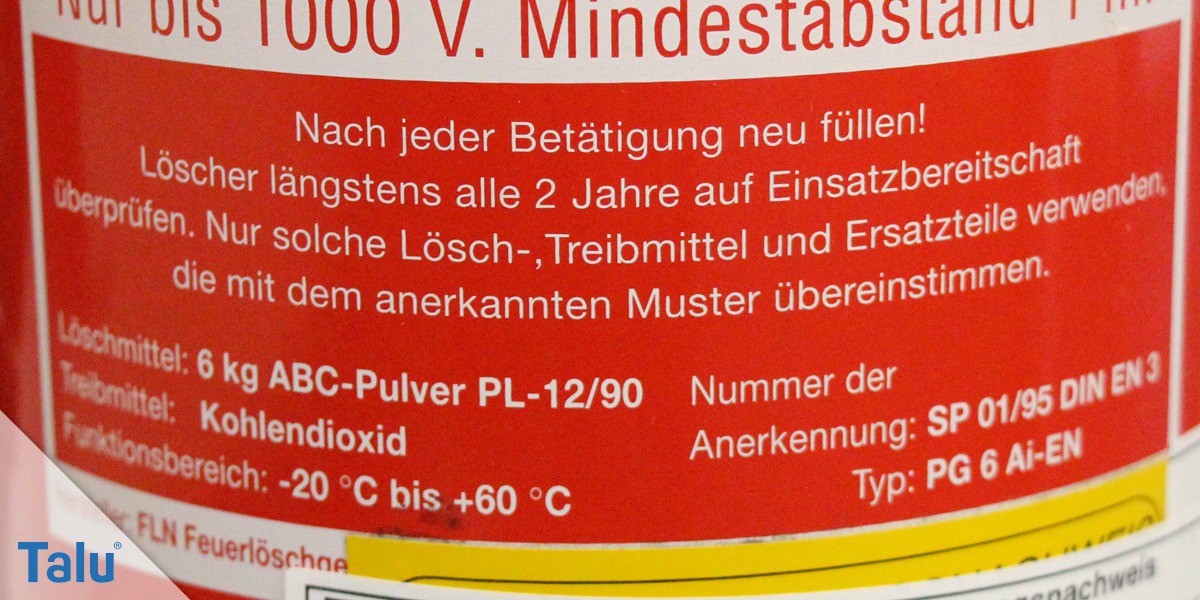 Nur bis 1000 V. Mindestabstand 1 m
Nach jeder Betätigung neu füllen!
Löscher längstens alle 2 Jahre auf Einsatzbereitschaft
überprüfen. Nur solche Lösch-,Treibmittel und Ersatzteile verwenden,
die mit dem anerkannten Muster übereinstimmen.
Löschmittel: 6 kg ABC-Pulver PL-12/90
Treibmittel: Kohlendioxid
Funktionsbereich: -20 °C bis +60 °C
Nummer der
Anerkennung: SP 01/95 DIN EN 3
Typ: PG 6 Ai-EN
FLN Feuerlöschge
Talu®